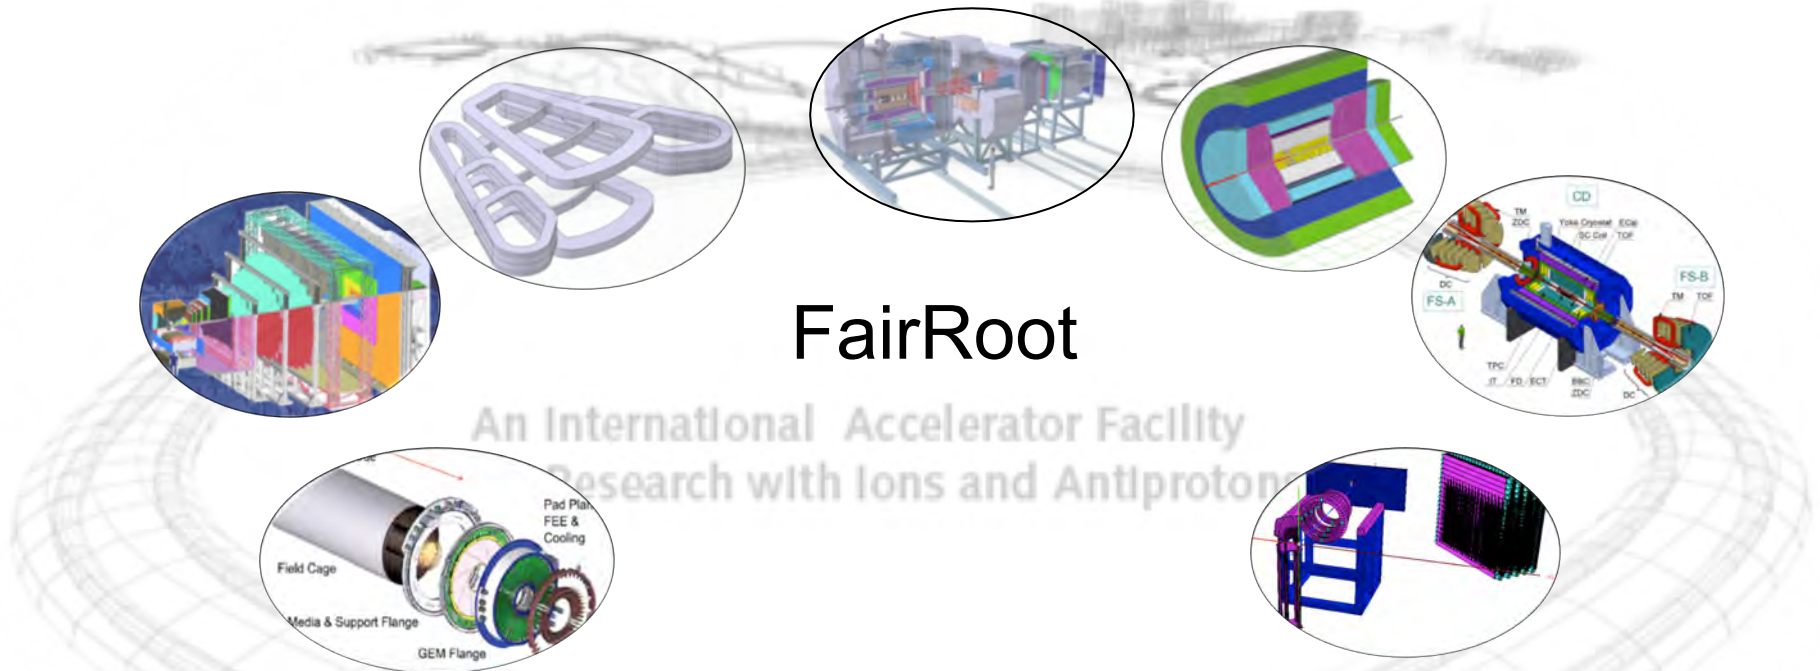 CD
TM
ZDC
Yoke Cryostat ECal
SC Coil TOF
DC
FS-A
FS-B
TM TOF
TPC
IT FD ECT
BBC
ZDC
DC
FairRoot
An International Accelerator Facility
Research with Ions and Antiprotons
Pad Plan
FEE &
Cooling
Field Cage
Media & Support Flange
GEM Flange